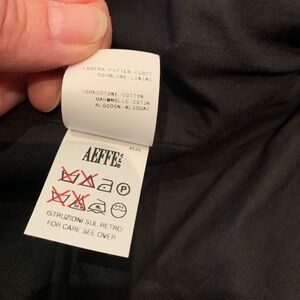 FODERA-FUTTER-
DOUBLURE-LINING
100%COTONE-COTTON
BAUMWOLLE-COTON
ALGODON-ALGODAO
AEFFE
P
ISTRUZIONI SUL RETRO
FOR CARE SEE OVER